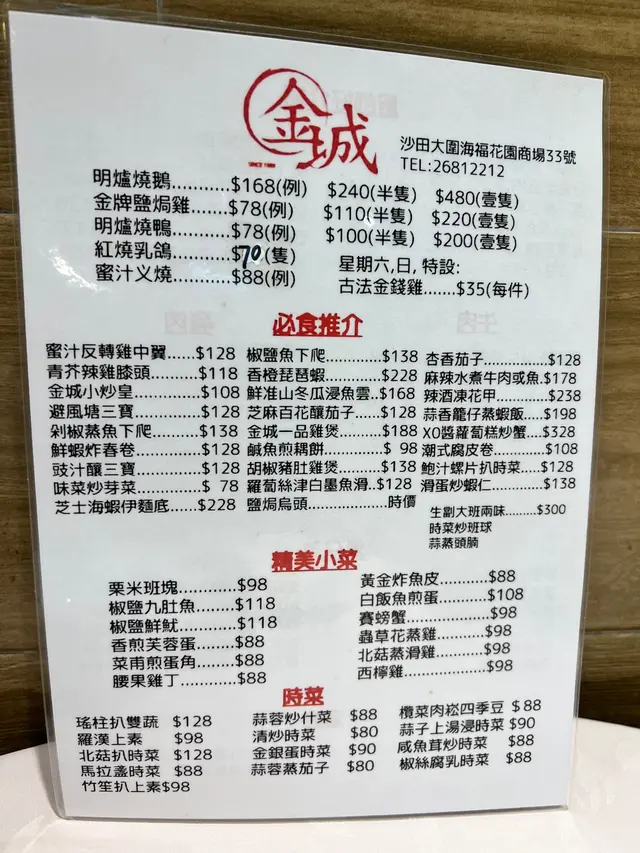 金城
SINCE 1989
沙田大圍海福花園商場33號
TEL:26812212
明爐燒鵝...........$168(例) $240(半隻) $480(壹隻)
金牌鹽焗雞.........$78(例) $110(半隻) $220(壹隻)
明爐燒鴨...........$78(例) $100(半隻) $200(壹隻)
紅燒乳鴿...........$70(隻)
蜜汁义燒...........$88(例)
星期六,日,特設:
古法金錢雞.......$35(每件)
必食推介
蜜汁反轉雞中翼......$128
青芥辣雞膝頭.......$118
金城小炒皇.........$108
避風塘三寶.........$128
剁椒蒸魚下爬.......$138
鮮蝦炸春卷.........$128
豉汁釀三寶.........$128
味菜炒芽菜.........$ 78
芝士海蝦伊麵底.....$228
椒鹽魚下爬..........$138
香橙琵琶蝦..........$228
鮮准山冬瓜浸魚雲..$168
芝麻百花釀茄子.....$128
金城一品雞煲.......$188
鹹魚煎耦餅.........$ 98
胡椒豬肚雞煲.......$138
羅蔔絲津白墨魚滑..$128
鹽焗烏頭..............時價
杏香茄子..............$128
麻辣水煮牛肉或魚.$178
辣酒凍花甲...........$238
蒜香龍仔蒸蝦飯.....$198
XO醬蘿蔔糕炒蟹....$328
潮式腐皮卷..........$108
鮑汁螺片扒時菜.....$128
滑蛋炒蝦仁..........$138
生劏大班兩味.........$300
時菜炒班球
蒜蒸頭腩
精美小菜
粟米班塊............$98
椒鹽九肚魚.........$118
椒鹽鮮魷............$118
香煎芙蓉蛋.........$88
菜甫煎蛋角.........$88
腰果雞丁............$88
黃金炸魚皮...........$88
白飯魚煎蛋..........$108
賽螃蟹................$98
蟲草花蒸雞..........$98
北菇蒸滑雞..........$98
西檸雞................$98
時菜
瑤柱扒雙蔬 $128
羅漢上素 $98
北菇扒時菜 $128
馬拉盞時菜 $88
竹笙扒上素$98
蒜蓉炒什菜 $88
清炒時菜 $80
金銀蛋時菜 $90
蒜蓉蒸茄子 $80
欖菜肉崧四季豆 $88
蒜子上湯浸時菜 $90
咸魚茸炒時菜 $88
椒絲腐乳時菜 $88